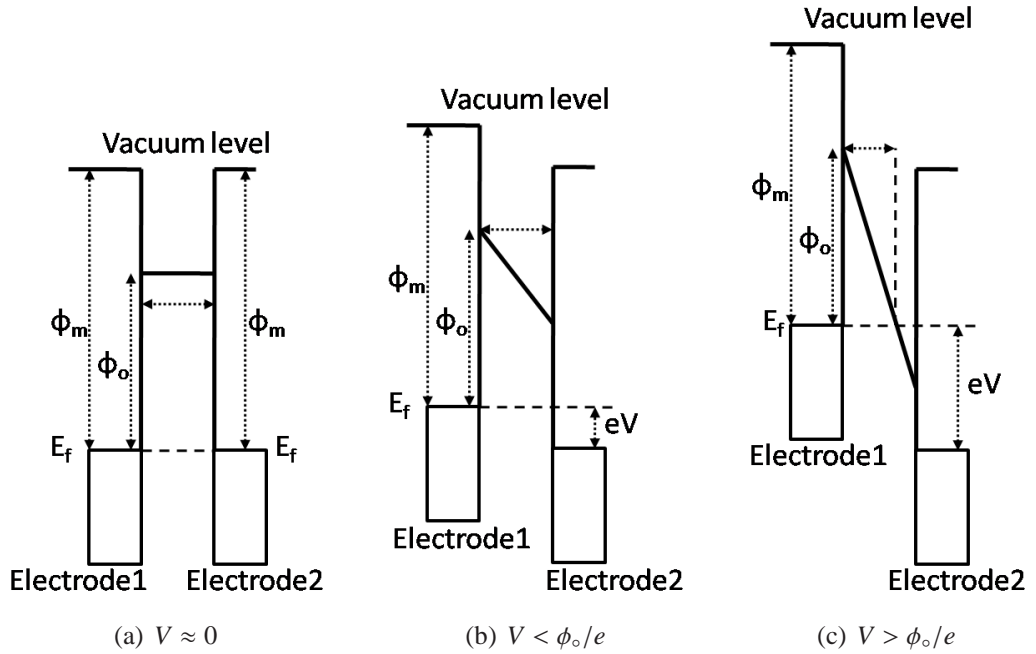 Vacuum level
ϕm
ϕo
ϕm
Ef
Ef
Electrode1
Electrode2
(a) V ≈ 0
Vacuum level
ϕm
ϕo
Ef
eV
Electrode1
Electrode2
(b) V < ϕ∘/e
Vacuum level
ϕm
ϕo
Ef
eV
Electrode1
Electrode2
(c) V > ϕ∘/e